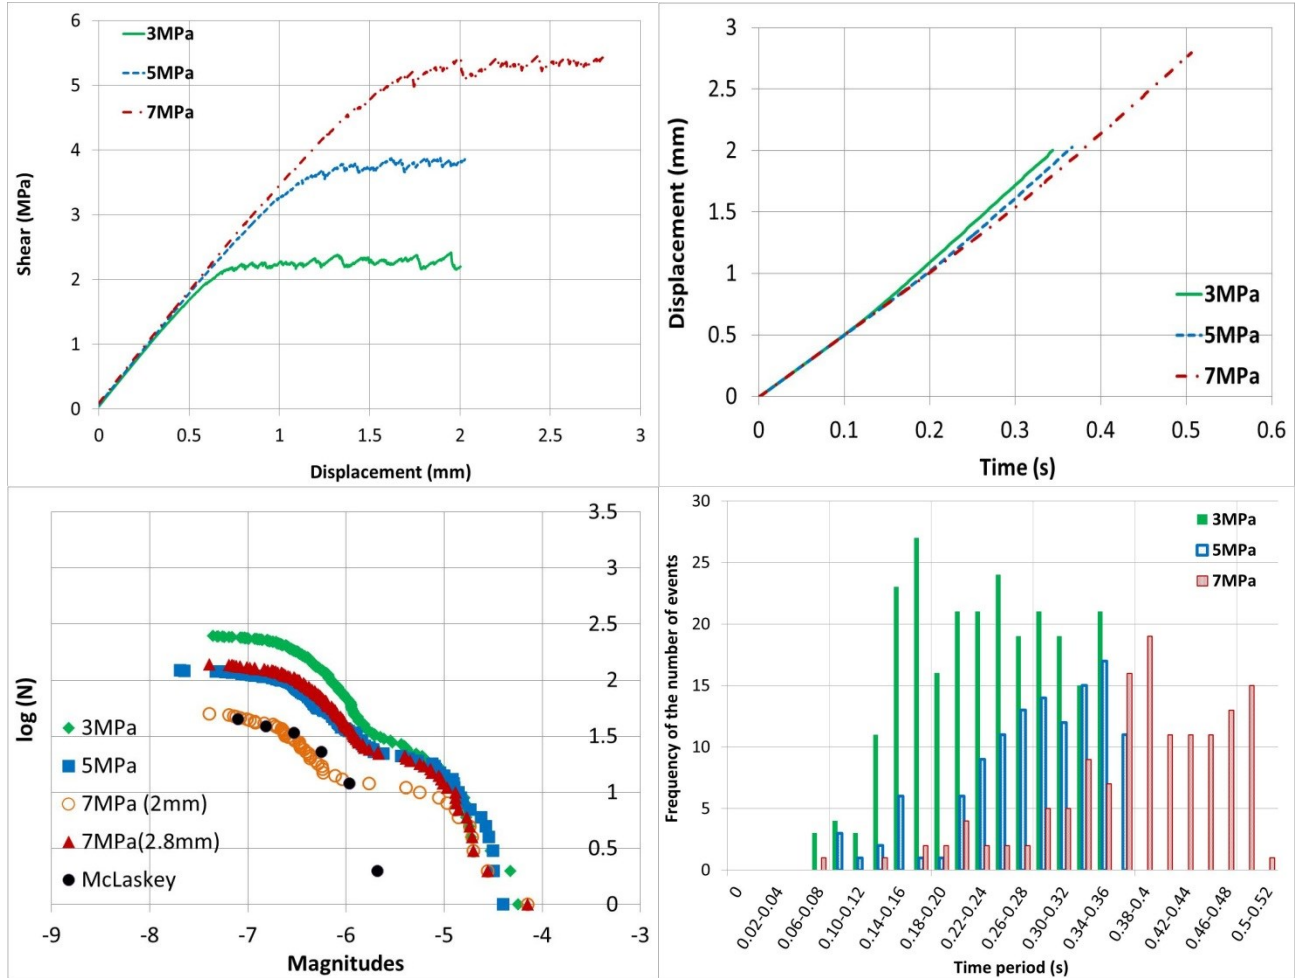 6
5
4
3
2
1
0
3MPa
5MPa
7MPa
Shear (MPa)
0 0.5 1 1.5 2 2.5 3
Displacement (mm)
3
2.5
2
1.5
1
0.5
0
3MPa
5MPa
7MPa
Displacement (mm)
0 0.1 0.2 0.3 0.4 0.5 0.6
Time (s)
3.5
3
2.5
2
1.5
1
0.5
0
log (N)
3MPa
5MPa
7MPa (2mm)
7MPa(2.8mm)
McLaskey
-9 -8 -7 -6 -5 -4 -3
Magnitudes
30
25
20
15
10
5
0
3MPa
5MPa
7MPa
Frequency of the number of events
0
0.02-0.04
0.06-0.08
0.10-0.12
0.14-0.16
0.18-0.20
0.22-0.24
0.26-0.28
0.30-0.32
0.34-0.36
0.38-0.4
0.42-0.44
0.46-0.48
0.5-0.52
Time period (s)